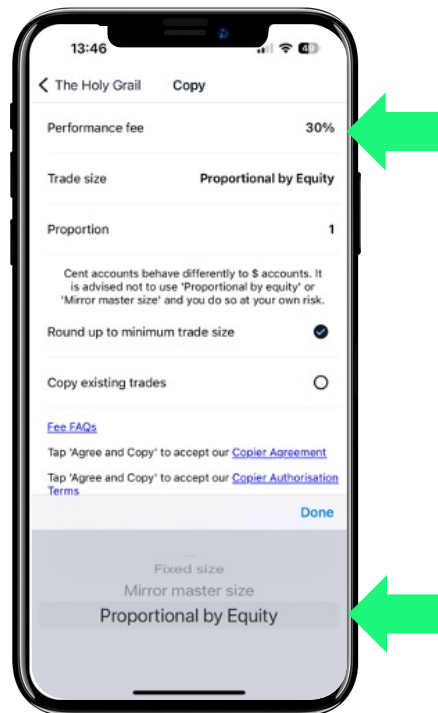 13:46
49
The Holy Grail Copy
Performance fee 30%
Trade size Proportional by Equity
Proportion 1
Cent accounts behave differently to $ accounts. It
is advised not to use 'Proportional by equity' or
'Mirror master size' and you do so at your own risk.
Round up to minimum trade size
Copy existing trades
Fee FAQs
Tap 'Agree and Copy' to accept our Copier Agreement
Tap 'Agree and Copy' to accept our Copier Authorisation
Terms
Done
...
Fixed size
Mirror master size
Proportional by Equity